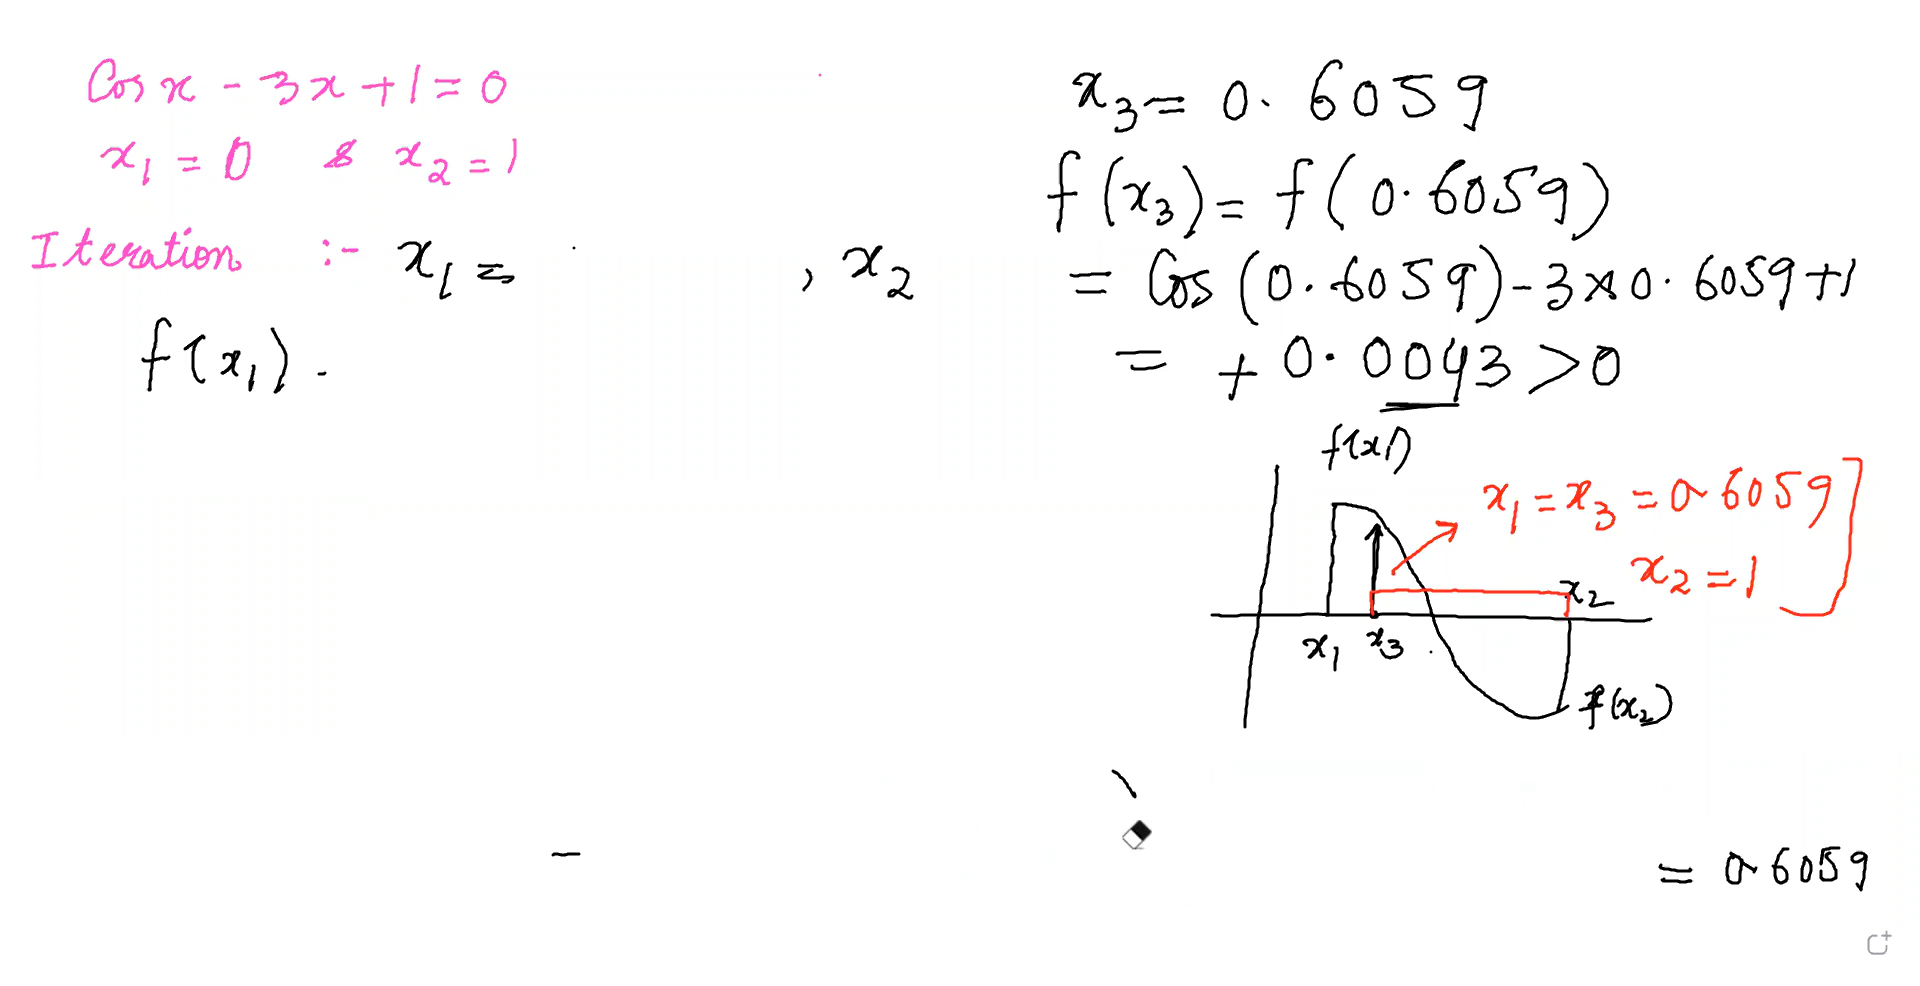 Cos x - 3x + 1 = 0
x₁ = 0 & x₂ = 1
Iteration :- x₁ = , x₂
f(x₁) -
x₃ = 0.6059
f(x₃) = f(0.6059)
= Cos(0.6059) - 3×0.6059+1
= + 0.0043 > 0
f(x₁)
x₁ = x₃ = 0.6059
x₂ = 1
x₂
x₁ x₃
f(x₂)
= 0.6059